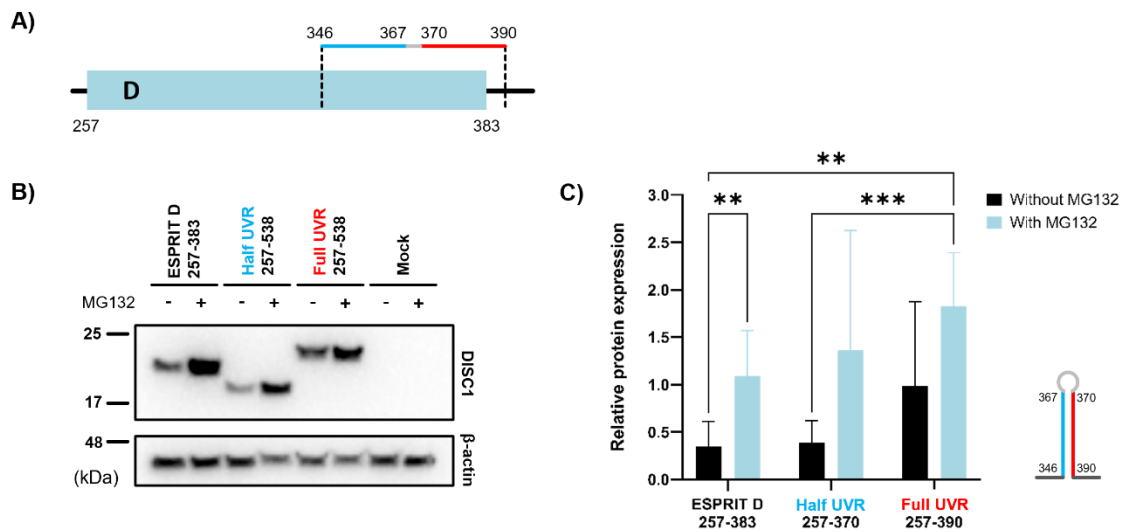 A)
346 367 370 390
D
257 383
B)
ESPRIT D
257-383
Half UVR
257-538
Full UVR
257-538
Mock
MG132 - + - + - + - +
25
17
DISC1
48
(kDa)
β-actin
C)
Relative protein expression
3.0
2.5
2.0
1.5
1.0
0.5
0.0
**
** ***
Without MG132
With MG132
ESPRIT D
257-383
Half UVR
257-370
Full UVR
257-390
367 370
346 390